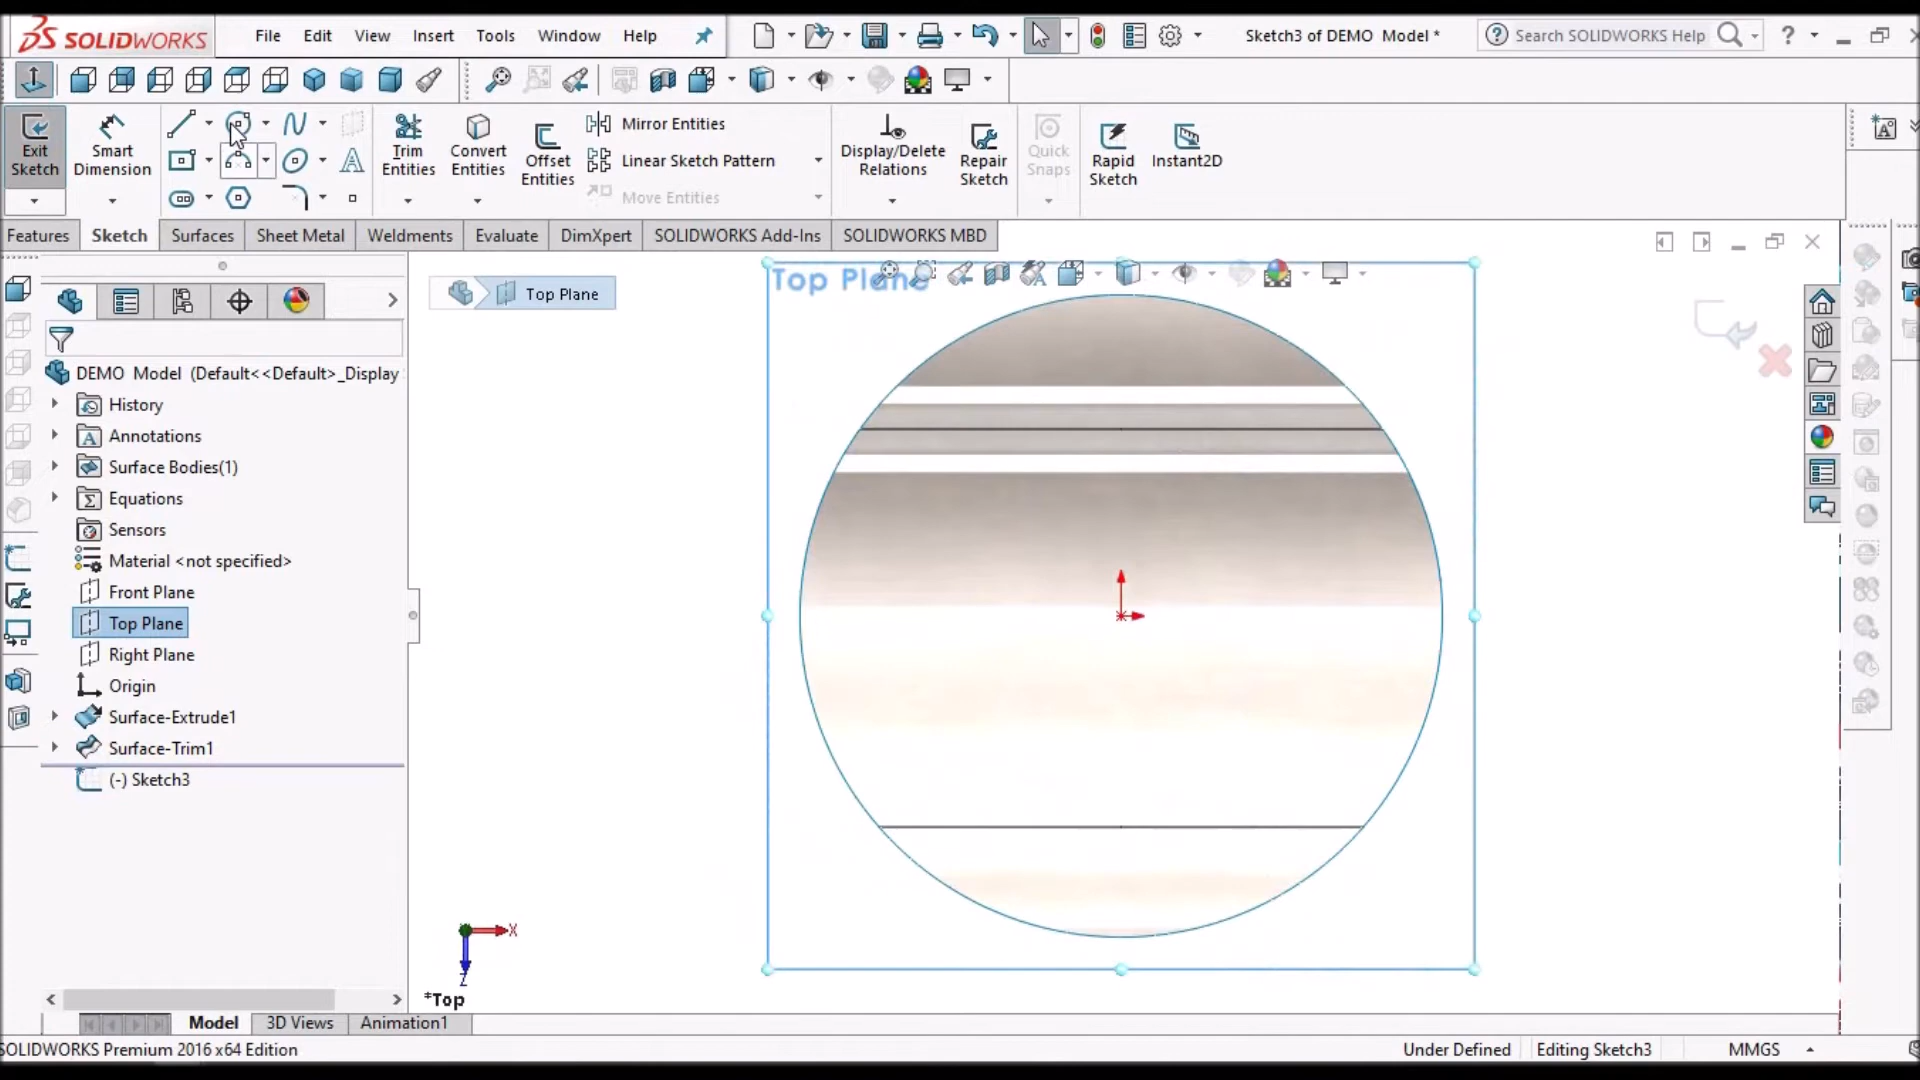 SOLIDWORKS File Edit View Insert Tools Window Help Sketch3 of DEMO Model * Search SOLIDWORKS Help
Exit Sketch
Smart Dimension
Trim Entities
Convert Entities
Offset Entities
Mirror Entities
Linear Sketch Pattern
Move Entities
Display/Delete Relations
Repair Sketch
Quick Snaps
Rapid Sketch
Instant2D
Features Sketch Surfaces Sheet Metal Weldments Evaluate DimXpert SOLIDWORKS Add-Ins SOLIDWORKS MBD
Top Plane
Top Plane
DEMO Model (Default<<Default>_Display
History
Annotations
Surface Bodies(1)
Equations
Sensors
Material <not specified>
Front Plane
Top Plane
Right Plane
Origin
Surface-Extrude1
Surface-Trim1
(-) Sketch3
X
Z
*Top
Model 3D Views Animation1
SOLIDWORKS Premium 2016 x64 Edition Under Defined Editing Sketch3 MMGS